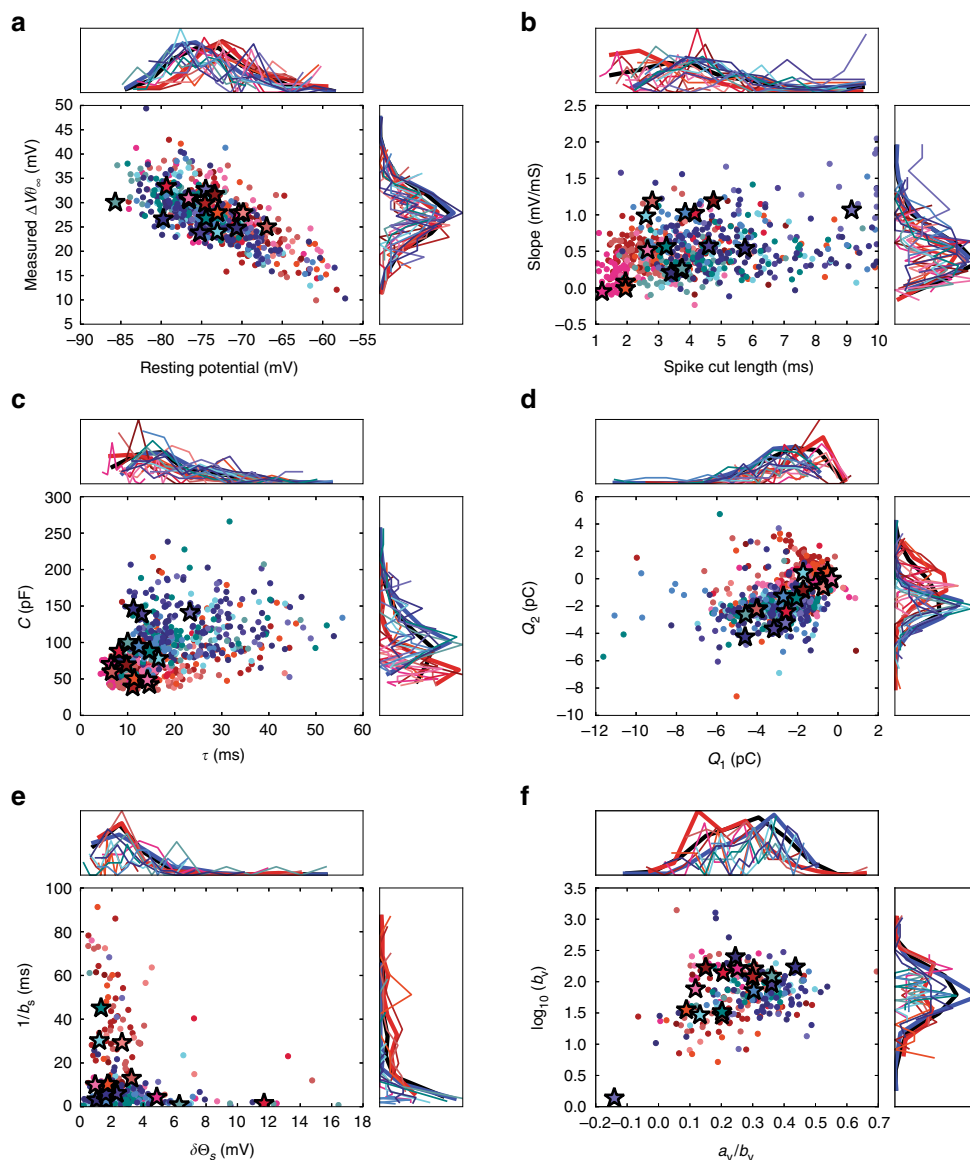 a
50
45
40
35
30
25
20
15
10
5
Measured ΔVθ∞ (mV)
−90 −85 −80 −75 −70 −65 −60 −55
Resting potential (mV)
b
2.5
2.0
1.5
1.0
0.5
0.0
−0.5
Slope (mV/mS)
1 2 3 4 5 6 7 8 9 10
Spike cut length (ms)
c
300
250
200
150
100
50
0
C (pF)
0 10 20 30 40 50 60
τ (ms)
d
6
4
2
0
−2
−4
−6
−8
−10
Q2 (pC)
−12 −10 −8 −6 −4 −2 0 2
Q1 (pC)
e
100
80
60
40
20
0
1/bs (ms)
0 2 4 6 8 10 12 14 16 18
δΘs (mV)
f
3.5
3.0
2.5
2.0
1.5
1.0
0.5
0.0
log10 (bv)
−0.2 −0.1 0.0 0.1 0.2 0.3 0.4 0.5 0.6 0.7
av/bv